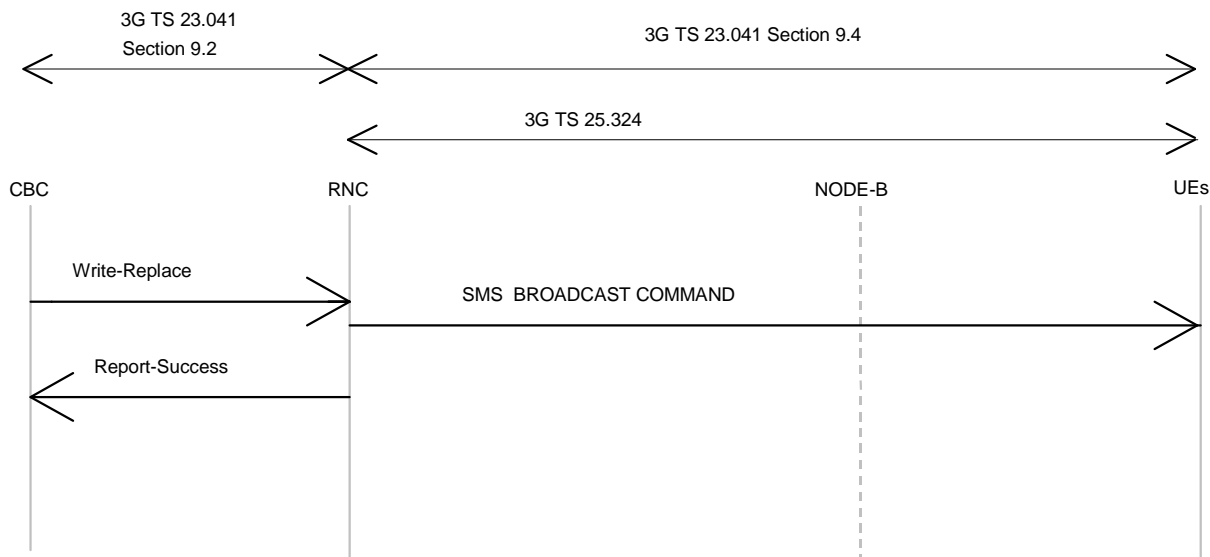 3G TS 23.041
Section 9.2
3G TS 23.041 Section 9.4
3G TS 25.324
CBC
RNC
NODE-B
UEs
Write-Replace
SMS BROADCAST COMMAND
Report-Success